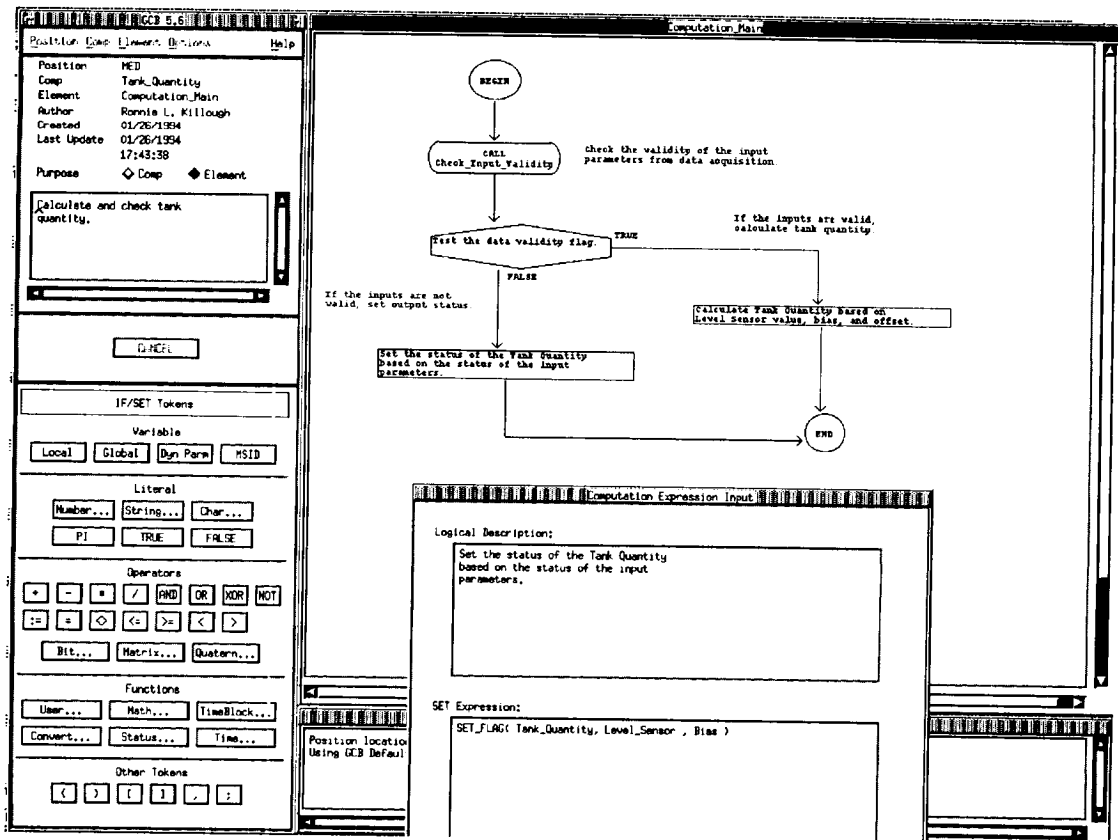 GCB 5.6
Position Comp Element Options Help
Position MED
Comp Tank_Quantity
Element Computation_Main
Author Ronnie L. Killough
Created 01/26/1994
Last Update 01/26/1994
17:43:38
Purpose Comp Element
Calculate and check tank
quantity.
CANCEL
IF/SET Tokens
Variable
Local Global Dyn Parm MSID
Literal
Number... String... Char...
PI TRUE FALSE
Operators
+ - * / AND OR XOR NOT
:= = <> <= >= < >
Bit... Matrix... Quatern...
Functions
User... Math... TimeBlock...
Convert... Status... Time...
Other Tokens
( ) [ ] , ;
Computation_Main
BEGIN
CALL
Check_Input_Validity
Check the validity of the input
parameters from data acquisition.
Test the data validity flag.
TRUE
If the inputs are valid,
calculate tank quantity.
FALSE
If the inputs are not
valid, set output status.
Calculate Tank Quantity based on
Level Sensor value, bias, and offset.
Set the status of the Tank Quantity
based on the status of the input
parameters.
END
Position locatio
Using GCB Defaul
Computation Expression Input
Logical Description:
Set the status of the Tank Quantity
based on the status of the input
parameters.
SET Expression:
SET_FLAG( Tank_Quantity, Level_Sensor , Bias )